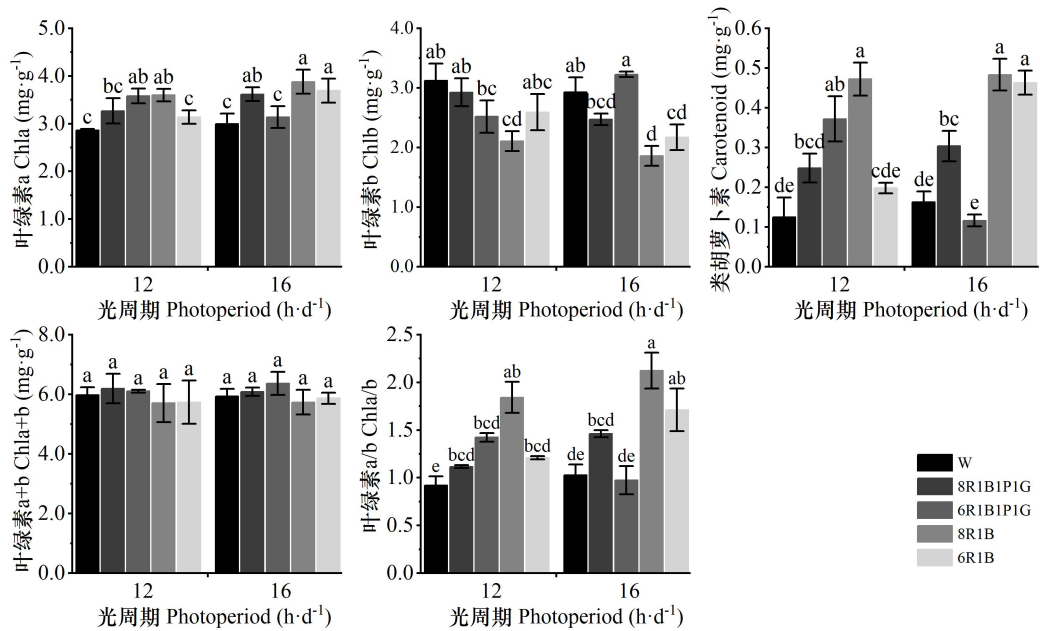 叶绿素a Chla (mg·g-1)
5.0
4.0
3.0
2.0
1.0
0.0
c bc ab ab c
c ab c a a
12 16
光周期 Photoperiod (h·d-1)
叶绿素b Chlb (mg·g-1)
4.0
3.0
2.0
1.0
0.0
ab ab bc cd abc
ab bcd a d cd
12 16
光周期 Photoperiod (h·d-1)
类胡萝卜素 Carotenoid (mg·g-1)
0.6
0.5
0.4
0.3
0.2
0.1
0.0
de cd ab a cde
de bc e a a
12 16
光周期 Photoperiod (h·d-1)
叶绿素a+b Chla+b (mg·g-1)
8.0
6.0
4.0
2.0
0.0
a a a a a
a a a a a
12 16
光周期 Photoperiod (h·d-1)
叶绿素a/b Chla/b
2.5
2.0
1.5
1.0
0.5
0.0
e bcd bcd ab bcd
de bcd de a ab
12 16
光周期 Photoperiod (h·d-1)
W
8R1B1P1G
6R1B1P1G
8R1B
6R1B